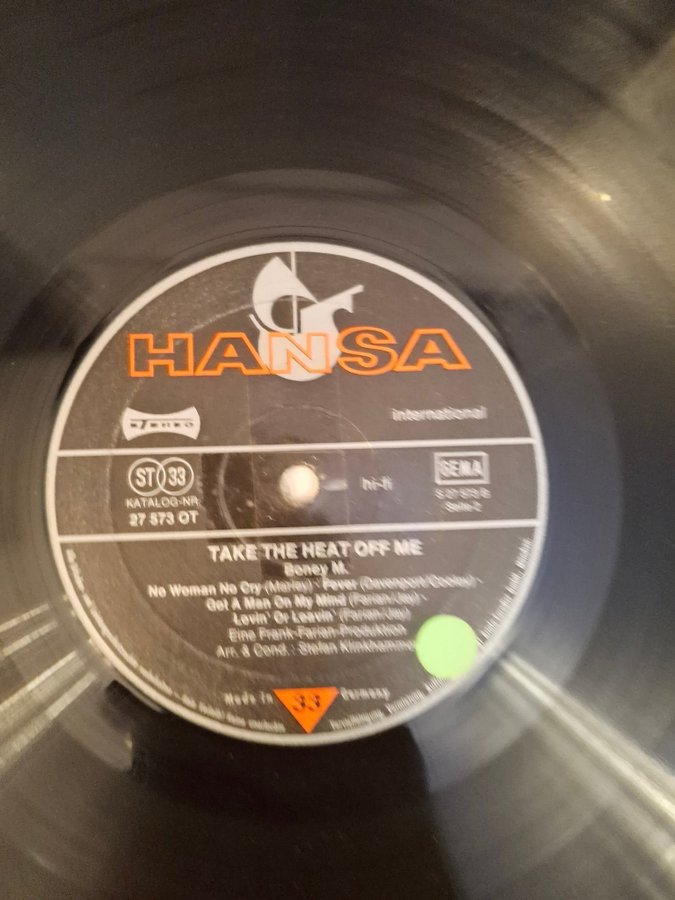 HANSA
STEREO
international
ST 33
hi-fi
GEMA
KATALOG-NR.
27 573 OT
Seite 2
TAKE THE HEAT OFF ME
Boney M.
No Woman No Cry (Marley) - Fever (Davenport/Cooley) -
Got A Man On My Mind (Farian/Jay) -
Lovin' Or Leavin' (Farian/Jay)
Eine Frank-Farian-Produktion
Arr. & Cond.: Stefan
Made in 33 Germany